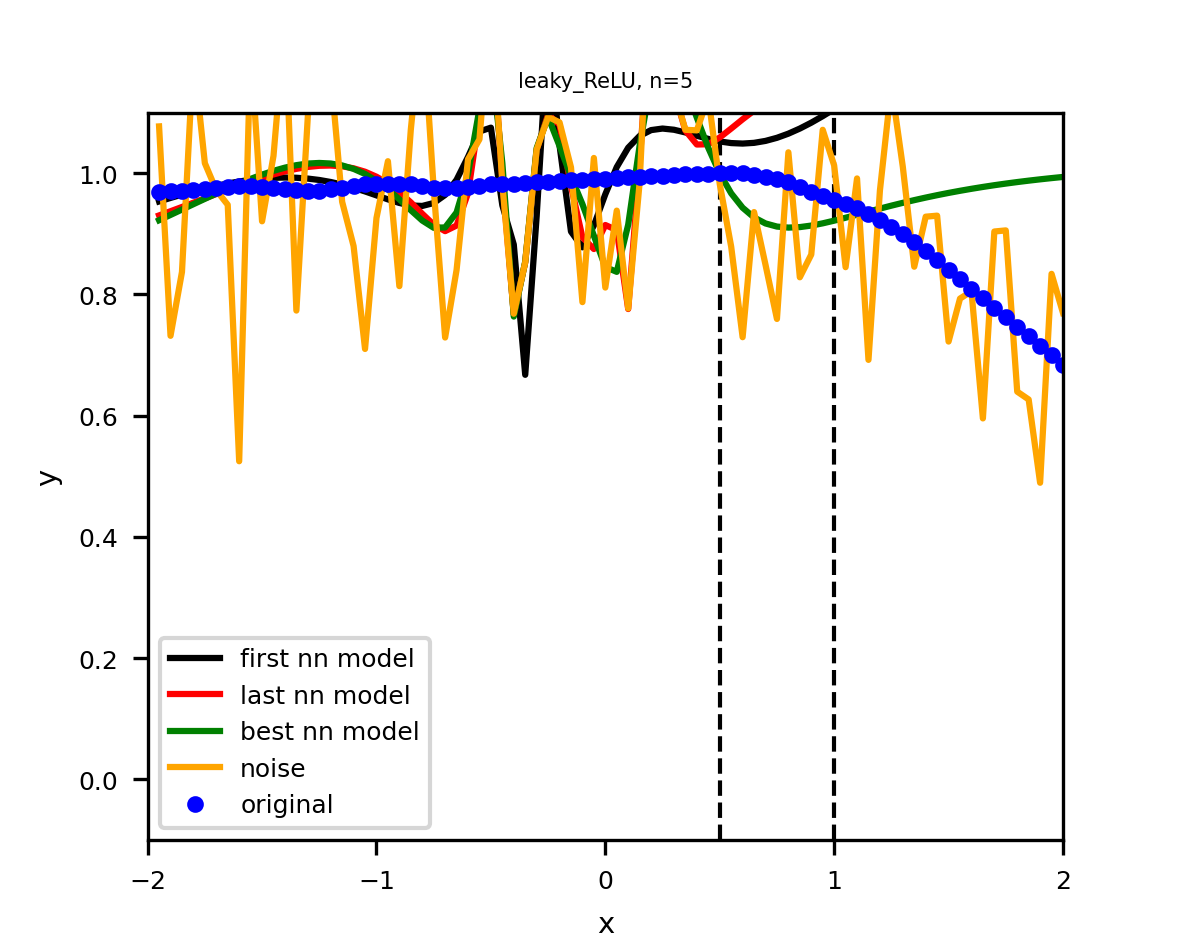 leaky_ReLU, n=5
y
1.0
0.8
0.6
0.4
0.2
0.0
first nn model
last nn model
best nn model
noise
original
−2
−1
0
1
2
x